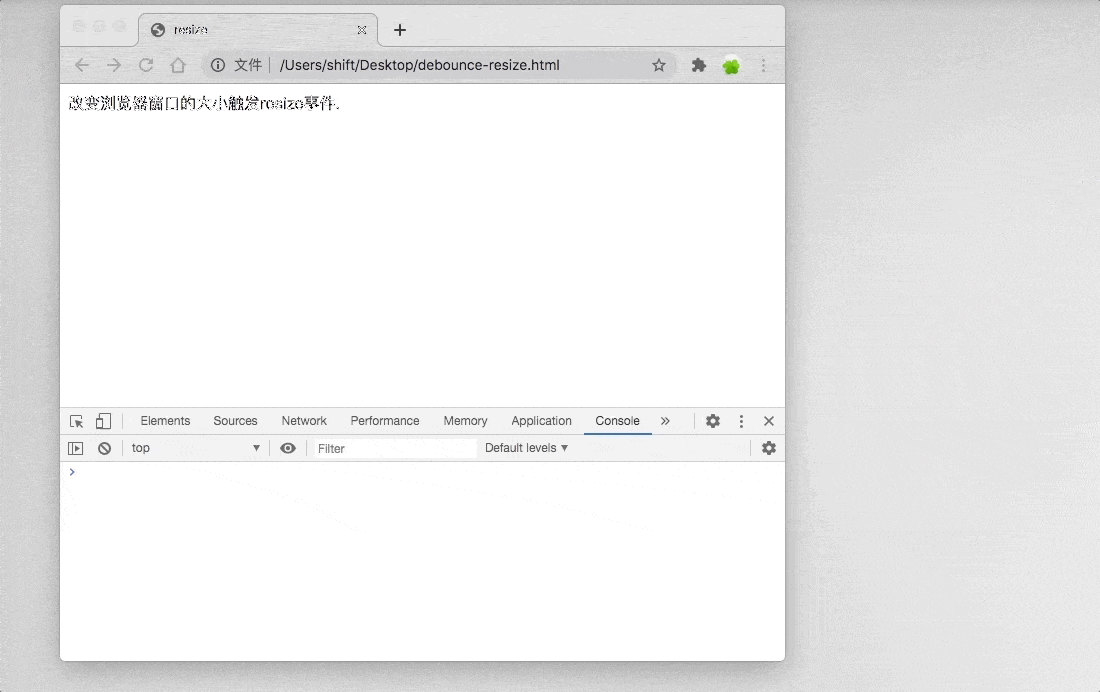 resize
文件 /Users/shift/Desktop/debounce-resize.html
改变浏览器窗口的大小触发resize事件.
Elements Sources Network Performance Memory Application Console
top Filter Default levels